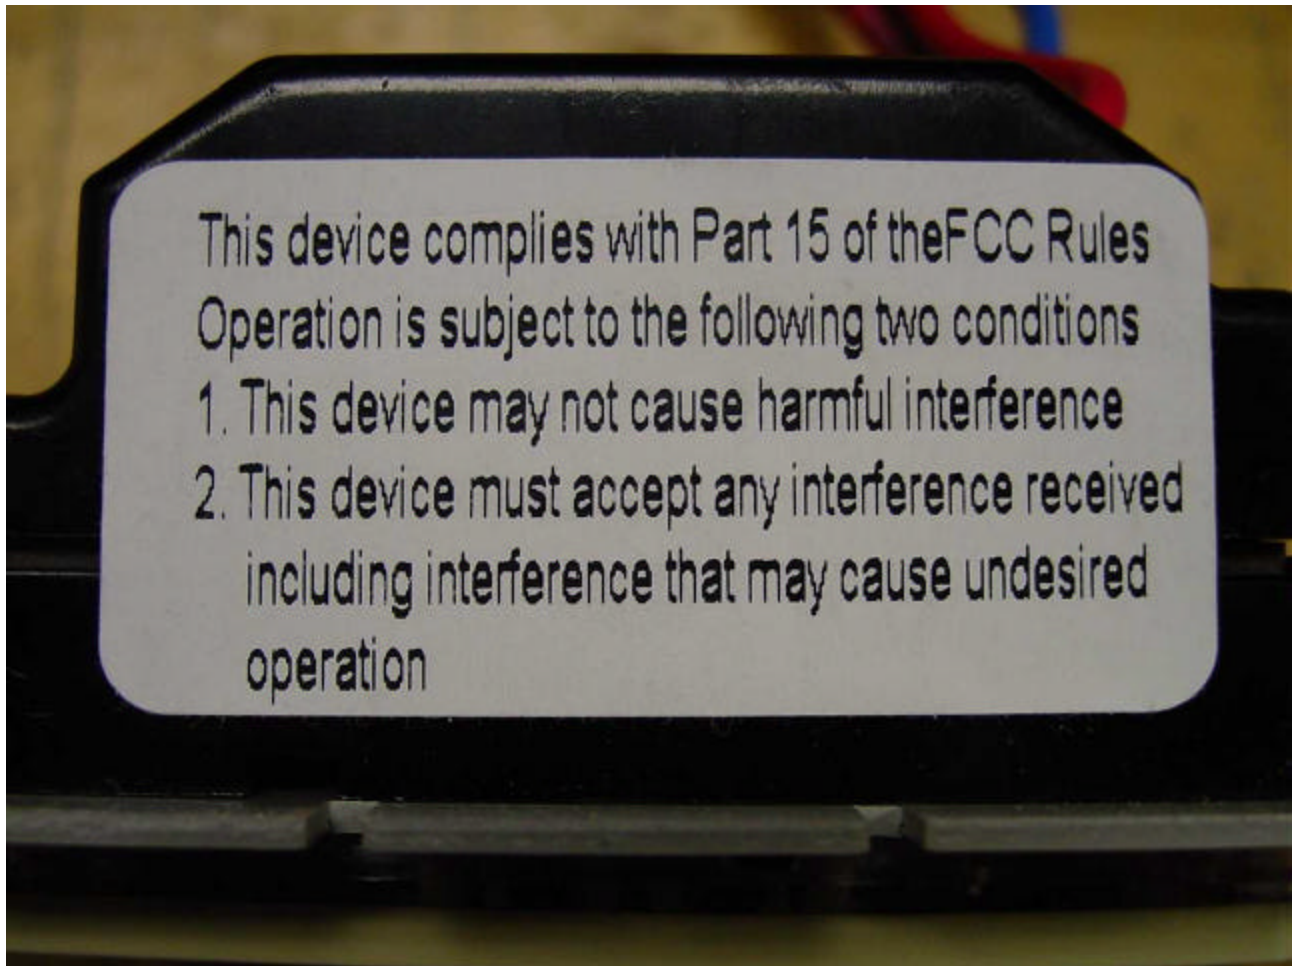 This device complies with Part 15 of theFCC Rules
Operation is subject to the following two conditions
1. This device may not cause harmful interference
2. This device must accept any interference received
including interference that may cause undesired
operation